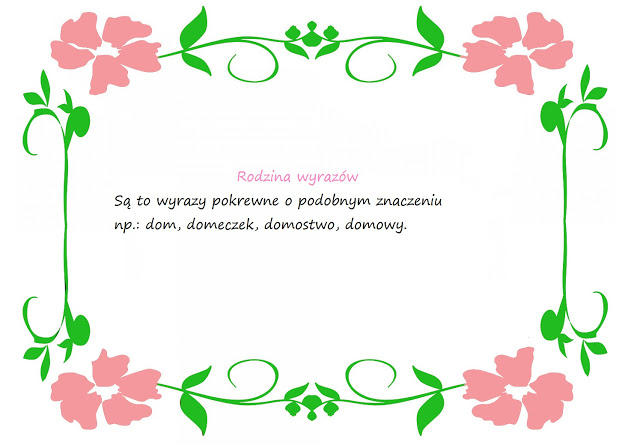 Rodzina wyrazów
Są to wyrazy pokrewne o podobnym znaczeniu
np.: dom, domeczek, domostwo, domowy.